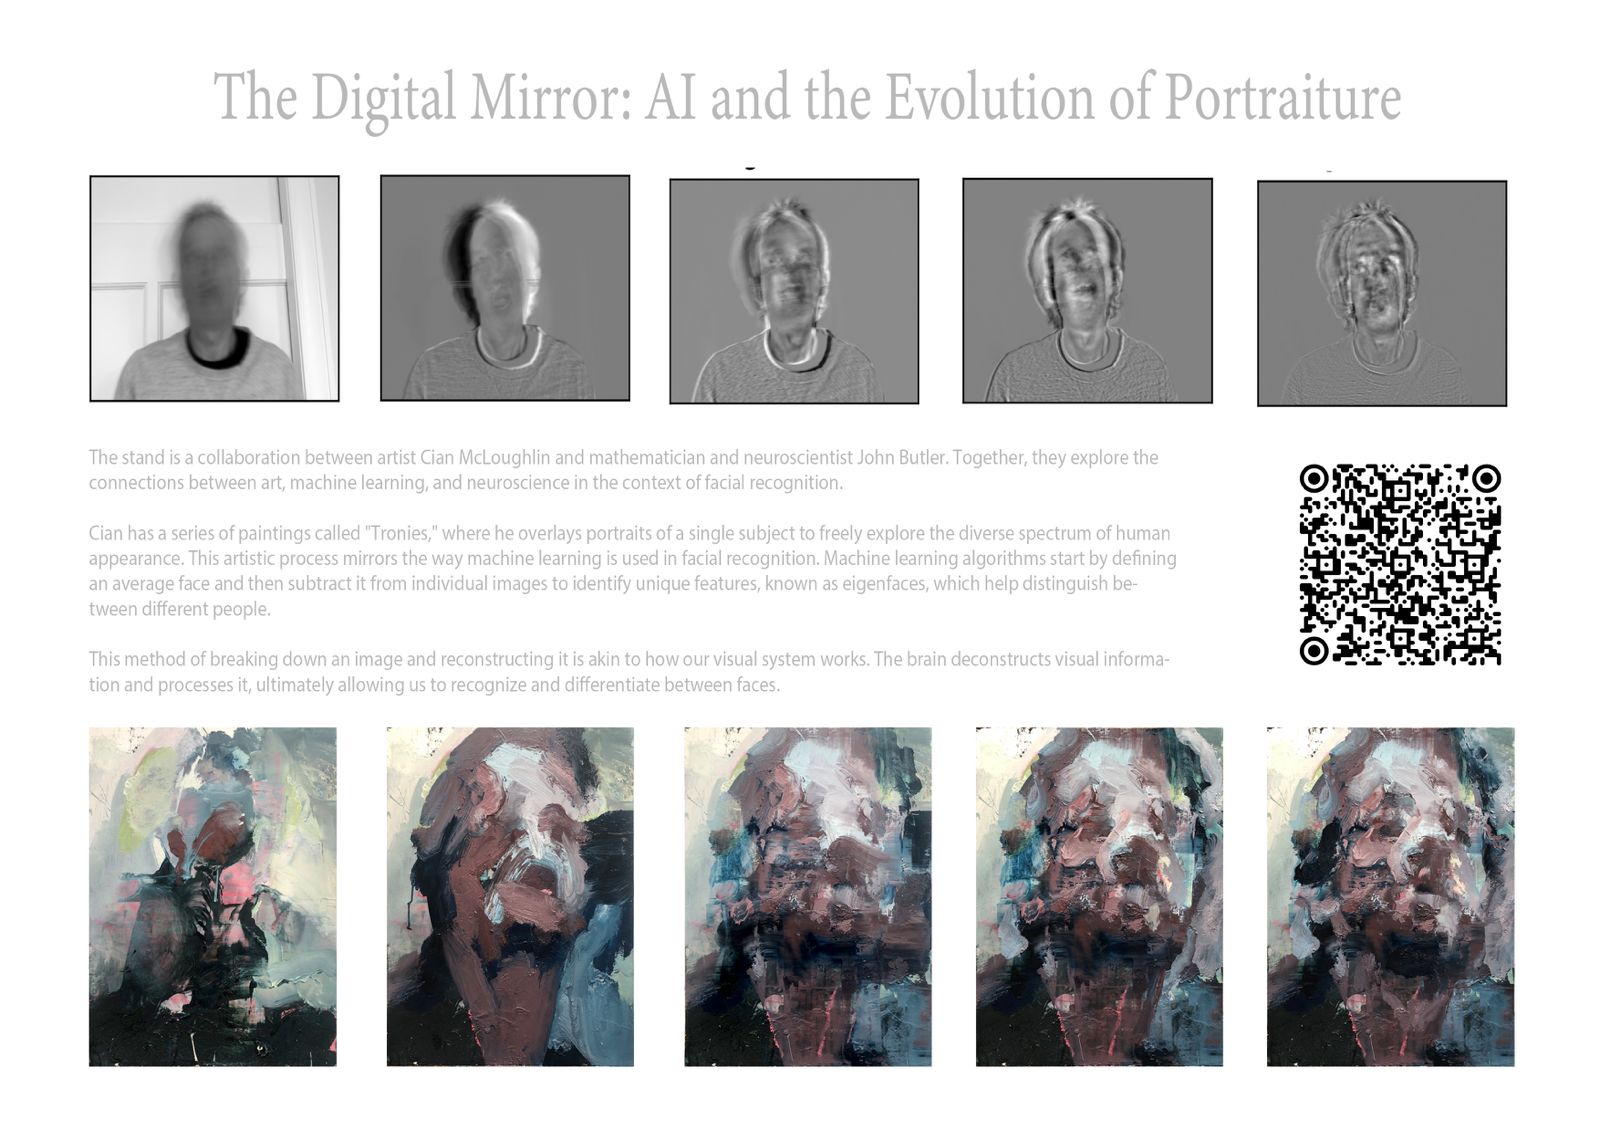 The Digital Mirror: AI and the Evolution of Portraiture
The stand is a collaboration between artist Cian McLoughlin and mathematician and neuroscientist John Butler. Together, they explore the
connections between art, machine learning, and neuroscience in the context of facial recognition.
Cian has a series of paintings called "Tronies," where he overlays portraits of a single subject to freely explore the diverse spectrum of human
appearance. This artistic process mirrors the way machine learning is used in facial recognition. Machine learning algorithms start by defining
an average face and then subtract it from individual images to identify unique features, known as eigenfaces, which help distinguish be-
tween different people.
This method of breaking down an image and reconstructing it is akin to how our visual system works. The brain deconstructs visual informa-
tion and processes it, ultimately allowing us to recognize and differentiate between faces.